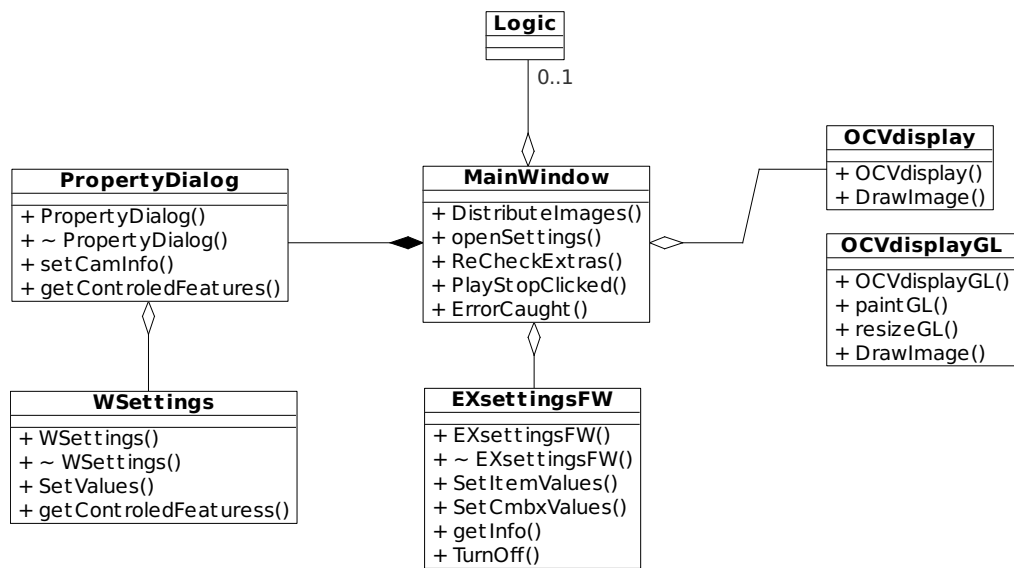 Logic
0..1
PropertyDialog
+ PropertyDialog()
+ ~ PropertyDialog()
+ setCamInfo()
+ getControledFeatures()
MainWindow
+ DistributeImages()
+ openSettings()
+ ReCheckExtras()
+ PlayStopClicked()
+ ErrorCaught()
OCVdisplay
+ OCVdisplay()
+ DrawImage()
OCVdisplayGL
+ OCVdisplayGL()
+ paintGL()
+ resizeGL()
+ DrawImage()
WSettings
+ WSettings()
+ ~ WSettings()
+ SetValues()
+ getControledFeaturess()
EXsettingsFW
+ EXsettingsFW()
+ ~ EXsettingsFW()
+ SetItemValues()
+ SetCmbxValues()
+ getInfo()
+ TurnOff()